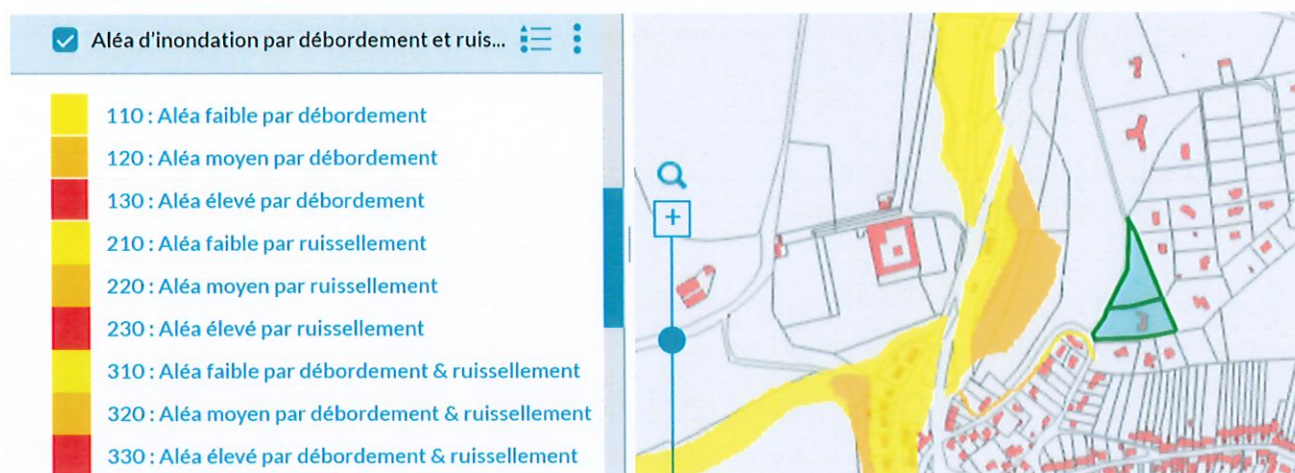 Aléa d'inondation par débordement et ruis...
110 : Aléa faible par débordement
120 : Aléa moyen par débordement
130 : Aléa élevé par débordement
210 : Aléa faible par ruissellement
220 : Aléa moyen par ruissellement
230 : Aléa élevé par ruissellement
310 : Aléa faible par débordement & ruissellement
320 : Aléa moyen par débordement & ruissellement
330 : Aléa élevé par débordement & ruissellement
+